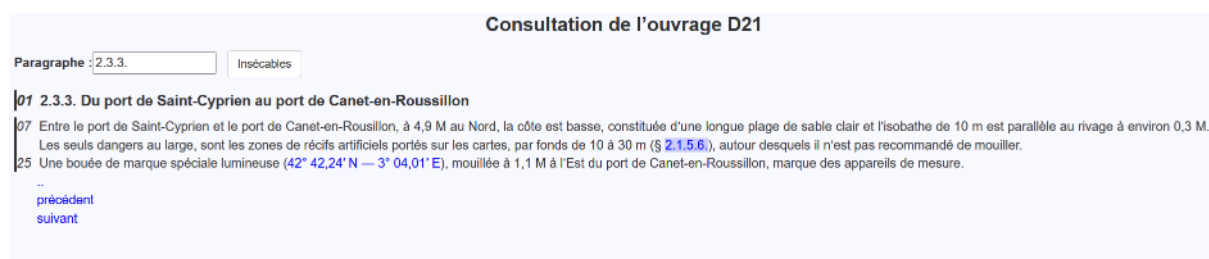 Consultation de l'ouvrage D21
Paragraphe : 2.3.3. Insécables
01 2.3.3. Du port de Saint-Cyprien au port de Canet-en-Roussillon
07 Entre le port de Saint-Cyprien et le port de Canet-en-Rousillon, à 4,9 M au Nord, la côte est basse, constituée d'une longue plage de sable clair et l'isobathe de 10 m est parallèle au rivage à environ 0,3 M.
Les seuls dangers au large, sont les zones de récifs artificiels portés sur les cartes, par fonds de 10 à 30 m (§ 2.1.5.6.), autour desquels il n'est pas recommandé de mouiller.
25 Une bouée de marque spéciale lumineuse (42° 42,24' N — 3° 04,01' E), mouillée à 1,1 M à l'Est du port de Canet-en-Roussillon, marque des appareils de mesure.
..
précédent
suivant